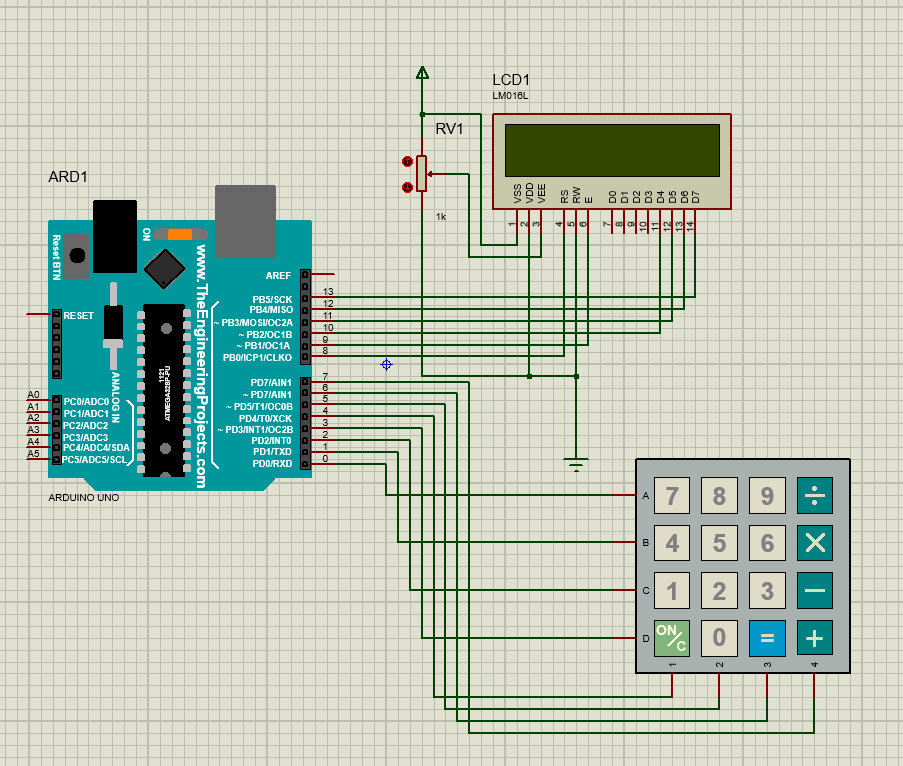 LCD1
LM016L
RV1
1k
VSS
VDD
VEE
RS
RW
E
D0
D1
D2
D3
D4
D5
D6
D7
1
2
3
4
5
6
7
8
9
10
11
12
13
14
ARD1
Reset BTN
ON
www.TheEngineeringProjects.com
ANALOG IN
1121
ATMEGA328P-PU
RESET
A0 PC0/ADC0
A1 PC1/ADC1
A2 PC2/ADC2
A3 PC3/ADC3
A4 PC4/ADC4/SDA
A5 PC5/ADC5/SCL
AREF
PB5/SCK 13
PB4/MISO 12
~ PB3/MOSI/OC2A 11
~ PB2/OC1B 10
~ PB1/OC1A 9
PB0/ICP1/CLKO 8
PD7/AIN1 7
~ PD7/AIN1 6
~ PD5/T1/OC0B 5
PD4/T0/XCK 4
~ PD3/INT1/OC2B 3
PD2/INT0 2
PD1/TXD 1
PD0/RXD 0
ARDUINO UNO
A 7 8 9 ÷
B 4 5 6 ×
C 1 2 3 −
D ON/C 0 = +
1 2 3 4